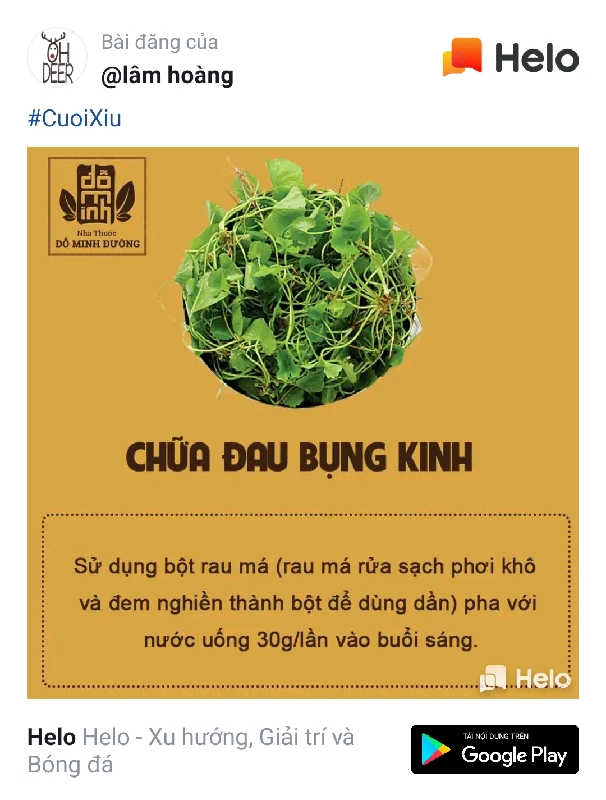 OH
DEER
Bài đăng của
@lâm hoàng
Helo
#CuoiXiu
đỗ
minh
Nhà Thuốc
ĐỖ MINH ĐƯỜNG
CHỮA ĐAU BỤNG KINH
Sử dụng bột rau má (rau má rửa sạch phơi khô
và đem nghiền thành bột để dùng dần) pha với
nước uống 30g/lần vào buổi sáng.
Helo
Helo Helo - Xu hướng, Giải trí và
Bóng đá
TẢI NỘI DUNG TRÊN
Google Play